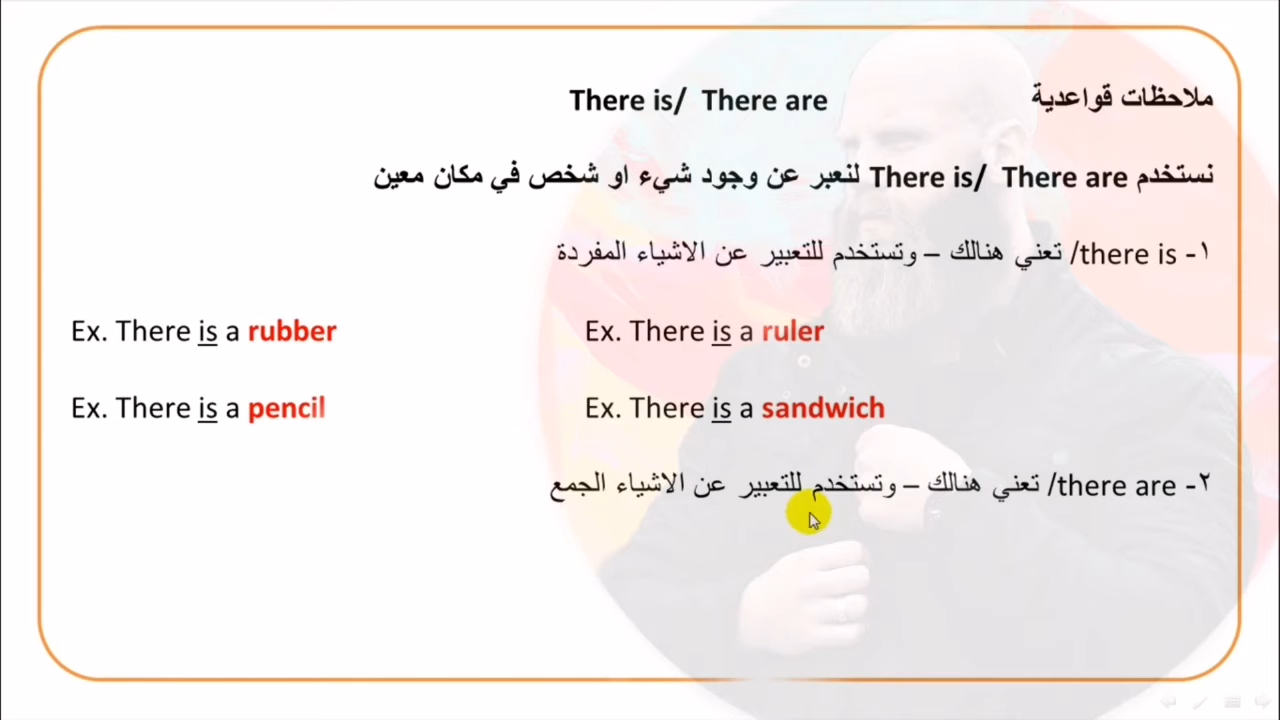 ملاحظات قواعدية There is/ There are
نستخدم There is/ There are لنعبر عن وجود شيء او شخص في مكان معين
١- there is/ تعني هنالك – وتستخدم للتعبير عن الاشياء المفردة
Ex. There is a rubber Ex. There is a ruler
Ex. There is a pencil Ex. There is a sandwich
٢- there are/ تعني هنالك – وتستخدم للتعبير عن الاشياء الجمع